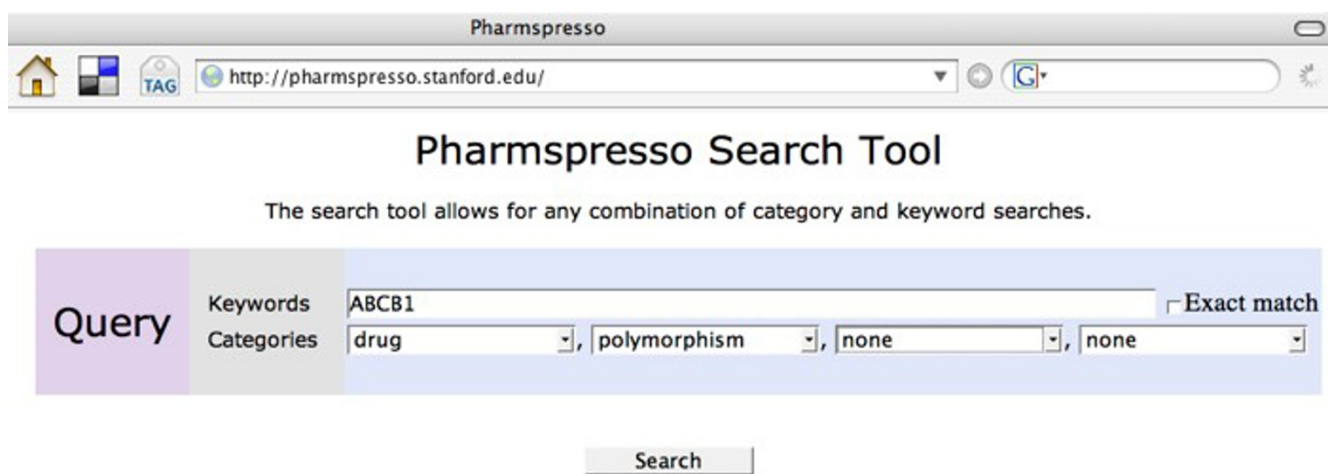 Pharmspresso
TAG http://pharmspresso.stanford.edu/ G
Pharmspresso Search Tool
The search tool allows for any combination of category and keyword searches.
Query
Keywords ABCB1 Exact match
Categories drug, polymorphism, none, none
Search